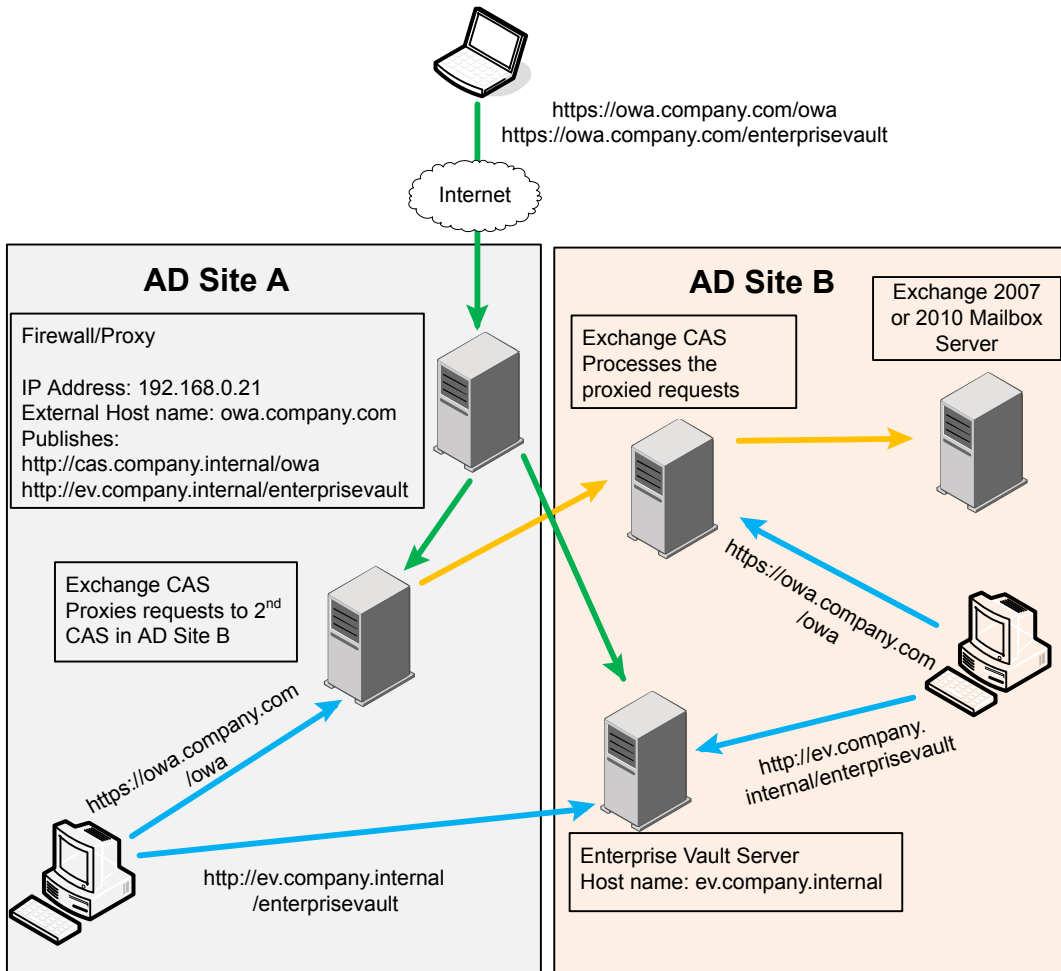 https://owa.company.com/owa
https://owa.company.com/enterprisevault
Internet
AD Site A
Firewall/Proxy
IP Address: 192.168.0.21
External Host name: owa.company.com
Publishes:
http://cas.company.internal/owa
http://ev.company.internal/enterprisevault
Exchange CAS
Proxies requests to 2nd
CAS in AD Site B
https://owa.company.com
/owa
http://ev.company.internal
/enterprisevault
AD Site B
Exchange 2007
or 2010 Mailbox
Server
Exchange CAS
Processes the
proxied requests
https://owa.company.com
/owa
http://ev.company.
internal/enterprisevault
Enterprise Vault Server
Host name: ev.company.internal